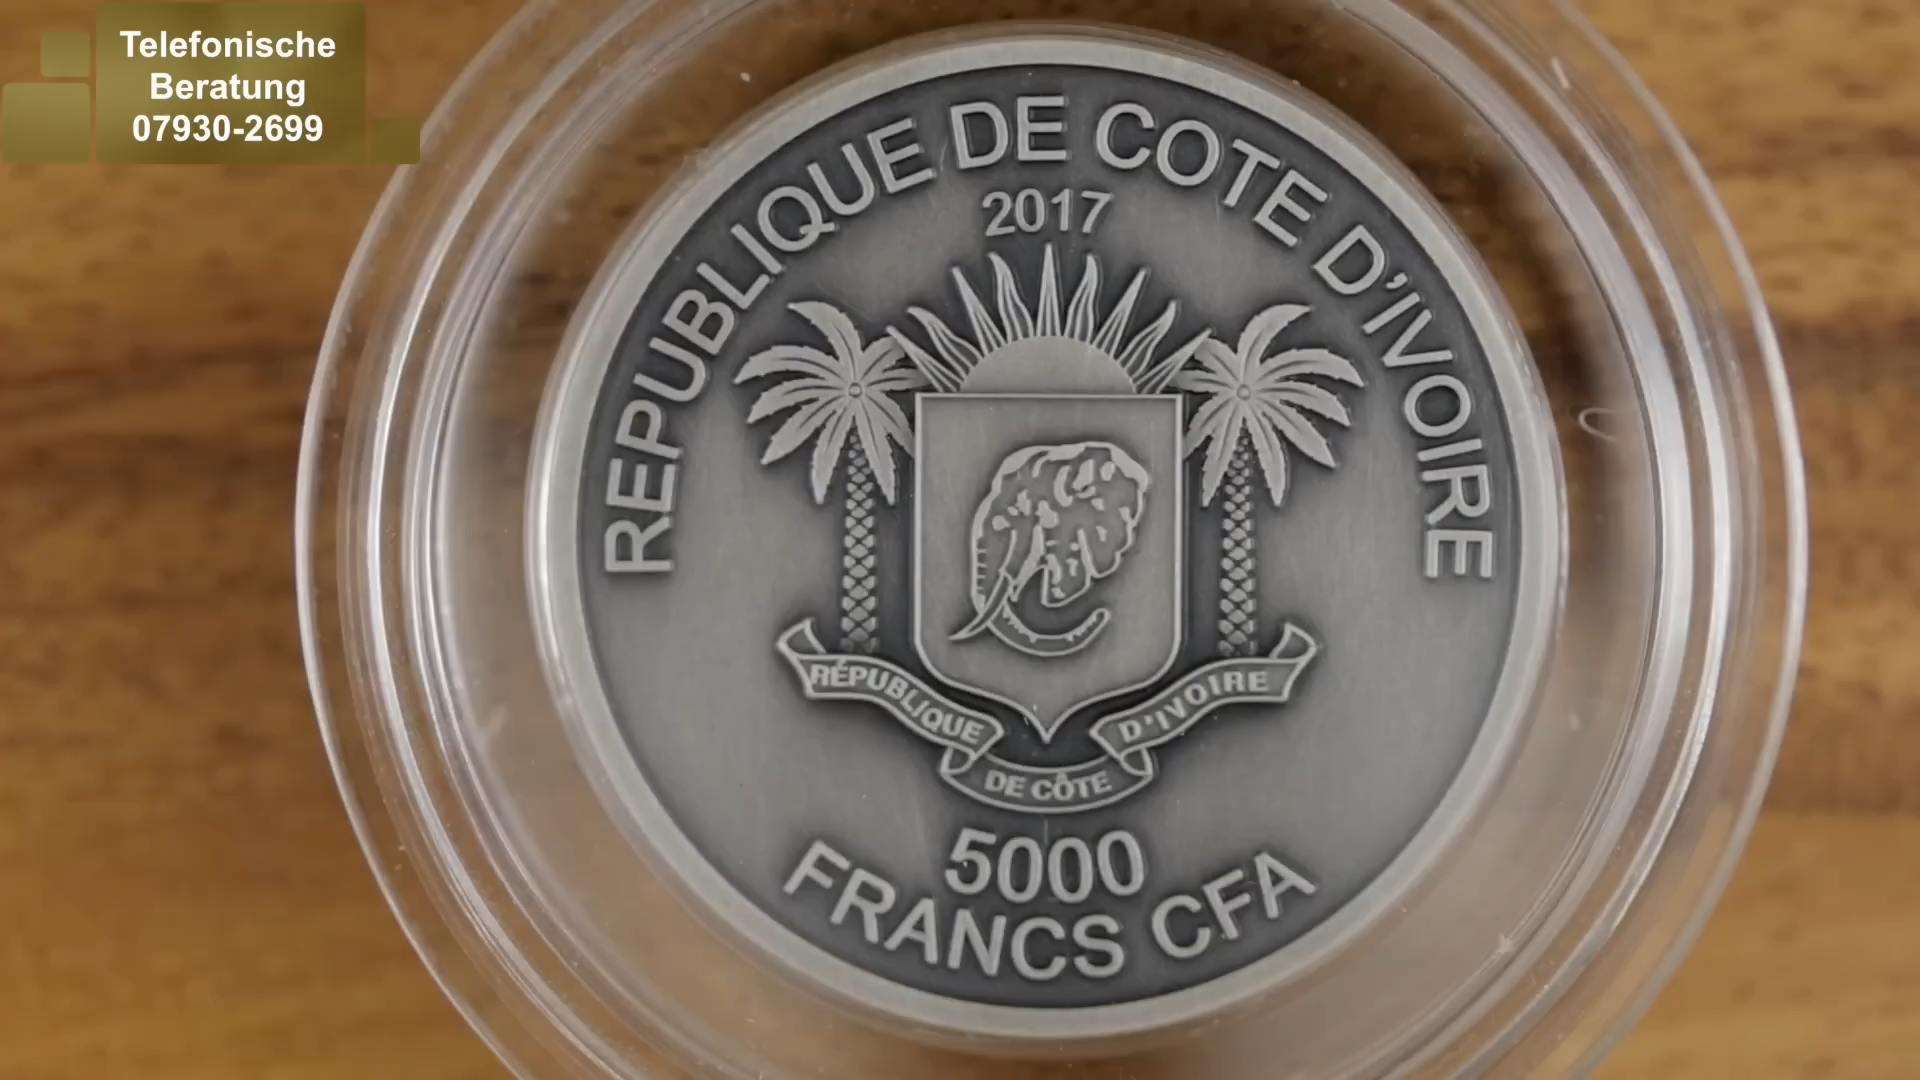 Telefonische
Beratung
07930-2699
REPUBLIQUE DE COTE D'IVOIRE
2017
RÉPUBLIQUE
DE CÔTE
D'IVOIRE
5000
FRANCS CFA